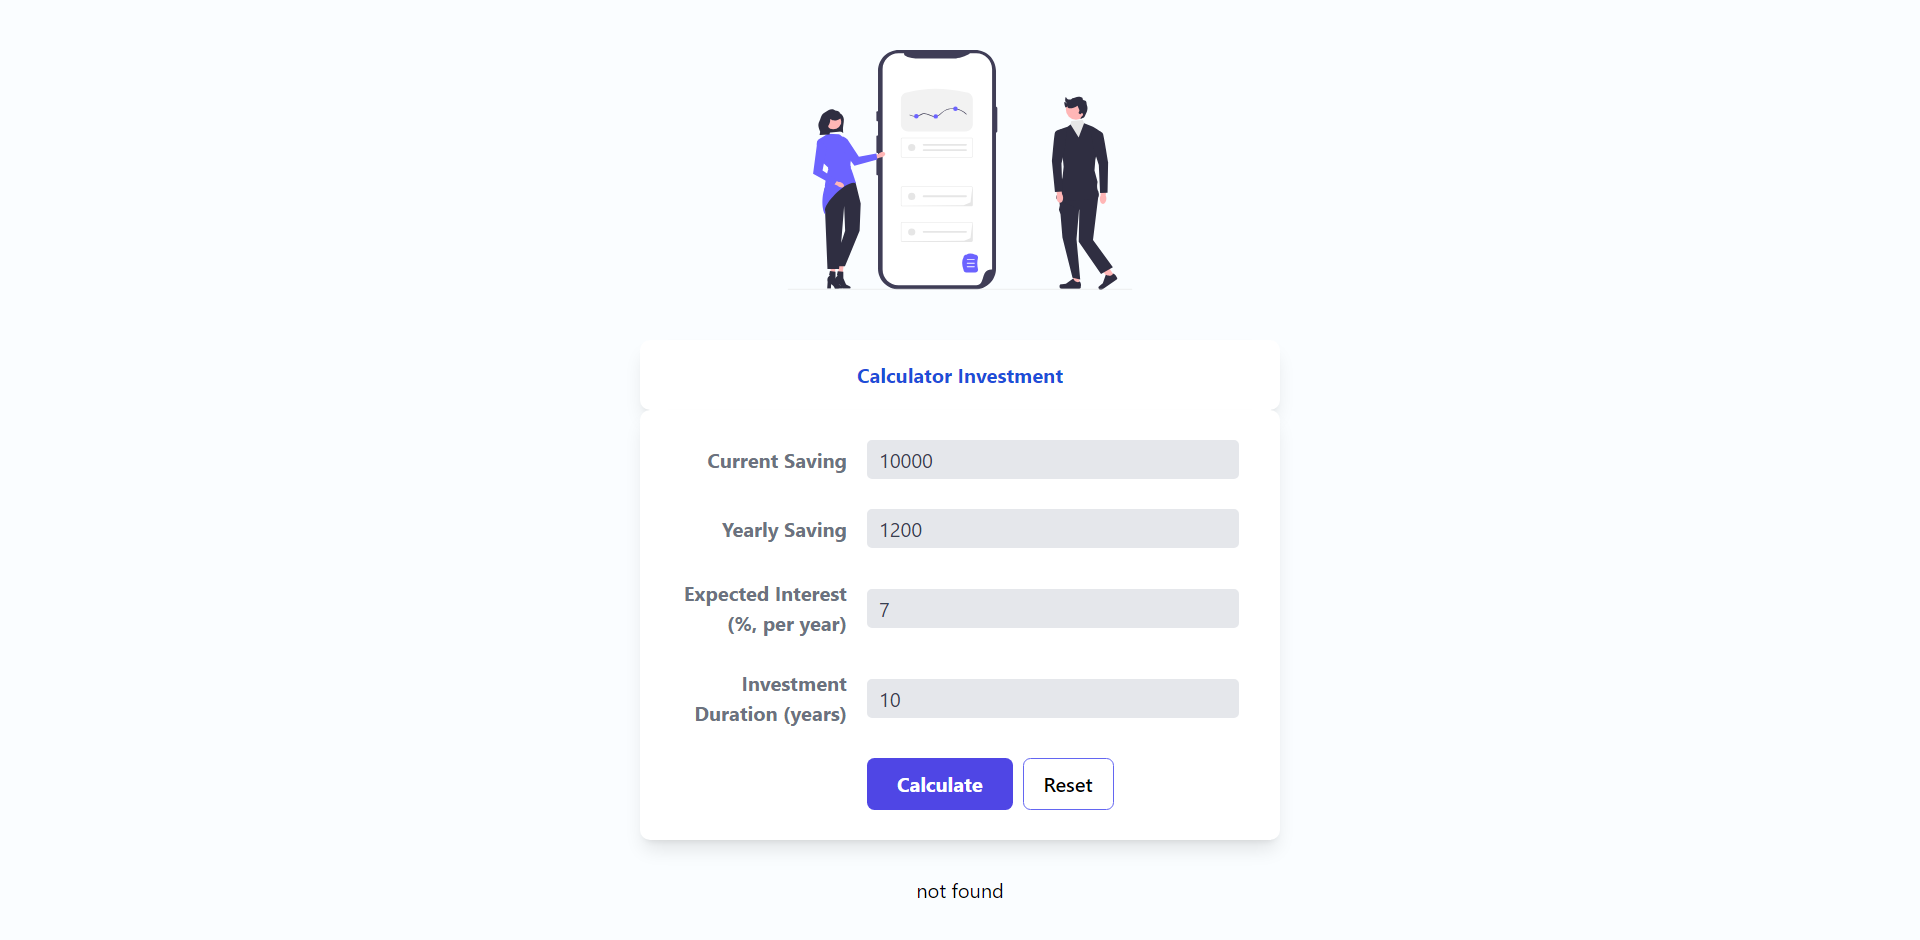 Calculator Investment
Current Saving
10000
Yearly Saving
1200
Expected Interest
(%, per year)
7
Investment
Duration (years)
10
Calculate
Reset
not found